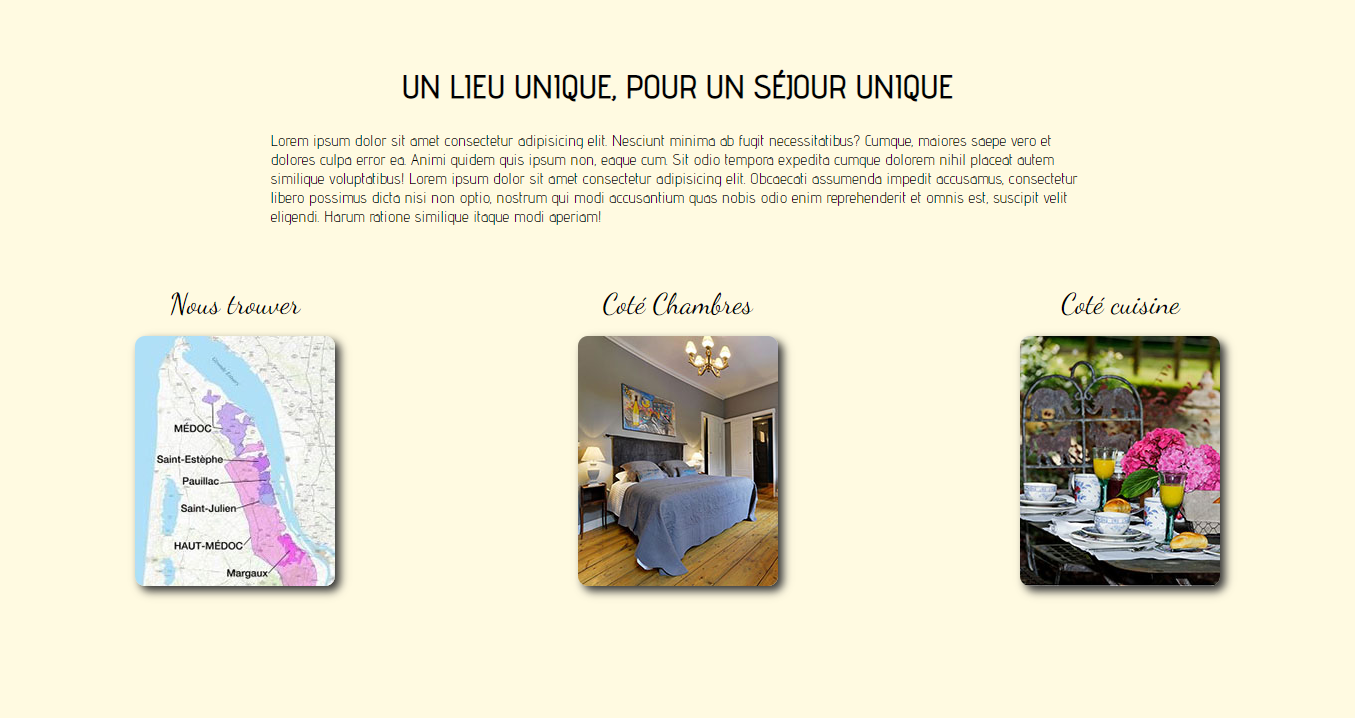 UN LIEU UNIQUE, POUR UN SÉJOUR UNIQUE
Lorem ipsum dolor sit amet consectetur adipisicing elit. Nesciunt minima ab fugit necessitatibus? Cumque, maiores saepe vero et
dolores culpa error ea. Animi quidem quis ipsum non, eaque cum. Sit odio tempora expedita cumque dolorem nihil placeat autem
similique voluptatibus! Lorem ipsum dolor sit amet consectetur adipisicing elit. Obcaecati assumenda impedit accusamus, consectetur
libero possimus dicta nisi non optio, nostrum qui modi accusantium quas nobis odio enim reprehenderit et omnis est, suscipit velit
eligendi. Harum ratione similique itaque modi aperiam!
Nous trouver
Coté Chambres
Coté cuisine
MÉDOC
Saint-Estèphe
Pauillac
Saint-Julien
HAUT-MÉDOC
Margaux